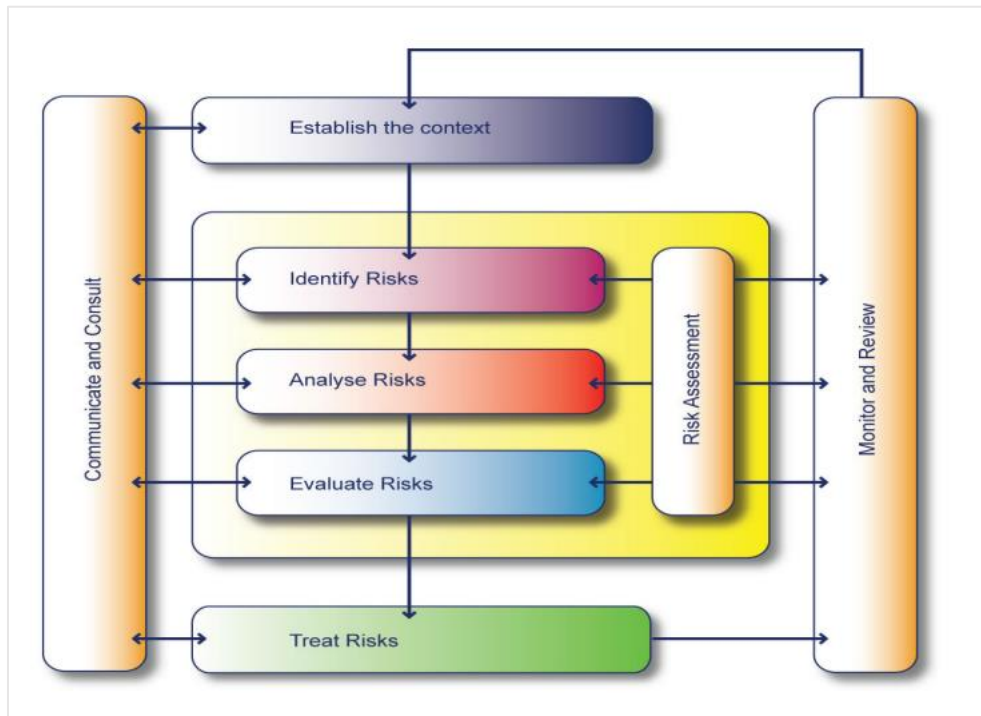 Establish the context
Communicate and Consult
Identify Risks
Analyse Risks
Evaluate Risks
Risk Assessment
Monitor and Review
Treat Risks